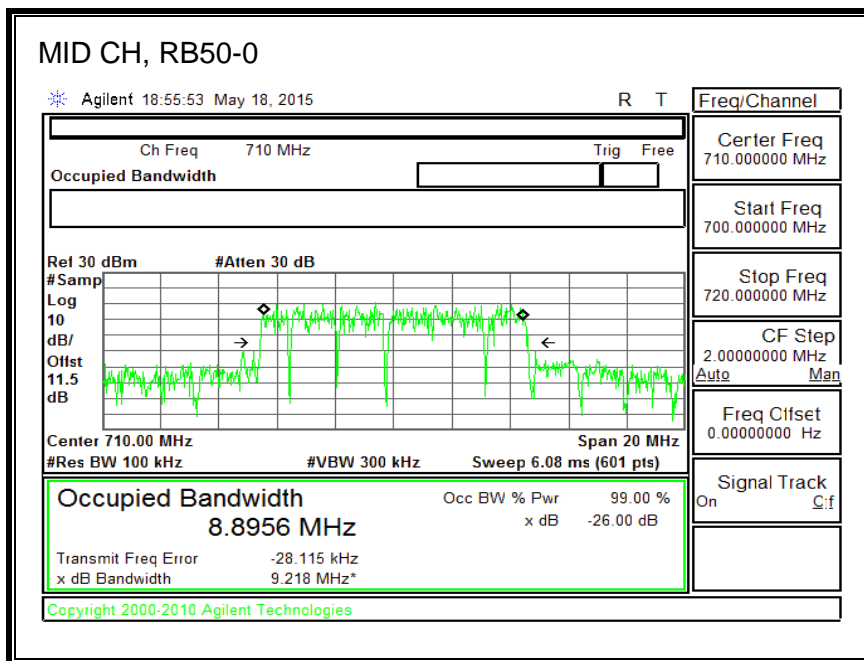 MID CH, RB50-0
Agilent 18:55:53 May 18, 2015 R T
Freq/Channel
Ch Freq 710 MHz Trig Free
Occupied Bandwidth
Center Freq
710.000000 MHz
Start Freq
700.000000 MHz
Stop Freq
720.000000 MHz
CF Step
2.00000000 MHz
Auto Man
Freq Offset
0.00000000 Hz
Signal Track
On Off
Ref 30 dBm #Atten 30 dB
#Samp
Log
10
dB/
Offst
11.5
dB
Center 710.00 MHz Span 20 MHz
#Res BW 100 kHz #VBW 300 kHz Sweep 6.08 ms (601 pts)
Occupied Bandwidth
8.8956 MHz
Occ BW % Pwr 99.00 %
x dB -26.00 dB
Transmit Freq Error -28.115 kHz
x dB Bandwidth 9.218 MHz*
Copyright 2000-2010 Agilent Technologies